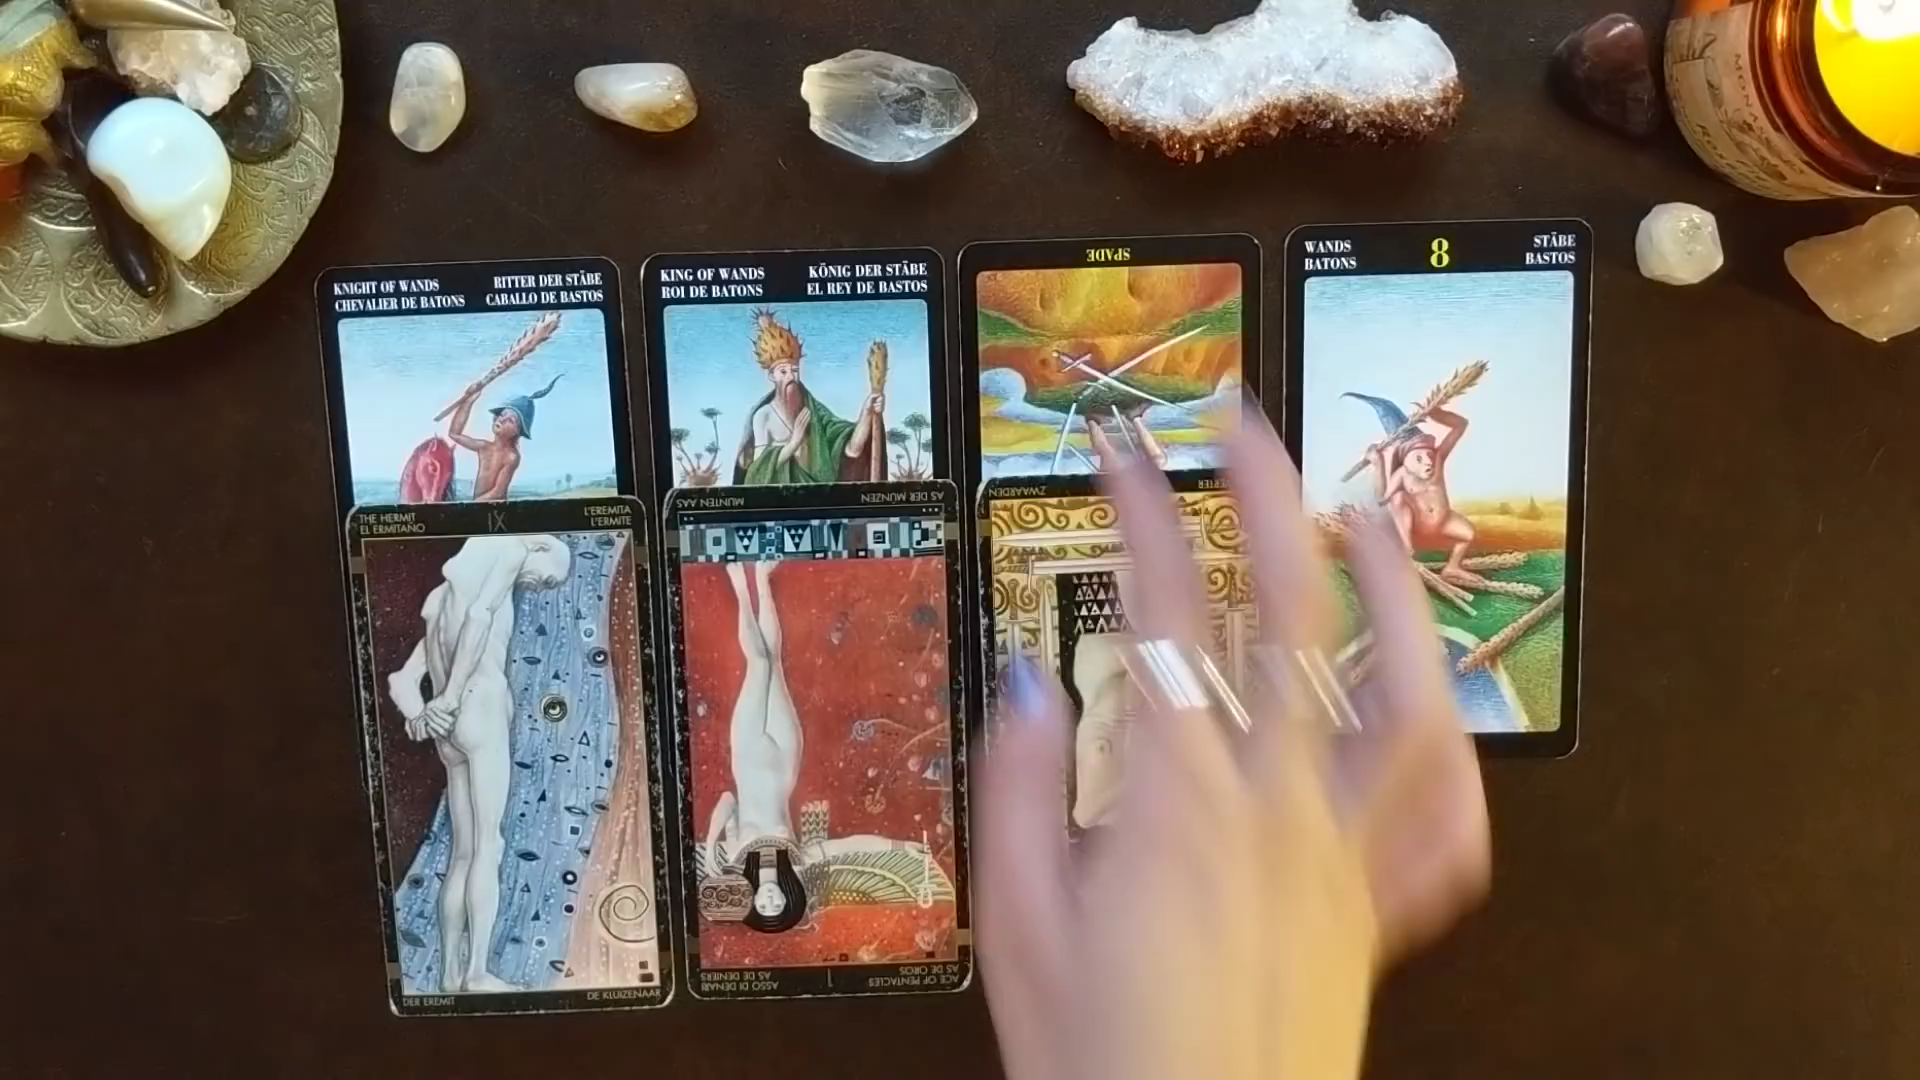 KNIGHT OF WANDS
CHEVALIER DE BATONS
RITTER DER STÄBE
CABALLO DE BASTOS
KING OF WANDS
ROI DE BATONS
KÖNIG DER STÄBE
EL REY DE BASTOS
SPADE
WANDS
BATONS
8
STÄBE
BASTOS
THE HERMIT
EL ERMITAÑO
IX
L'EREMITA
L'ERMITE
DER EREMIT
DE KLUIZENAAR
MUNTEN AAS
AS DER MÜNZEN
ASSO DI DENARI
AS DE DENIERS
1
ACE OF PENTACLES
AS DE OROS
ZWAARDEN